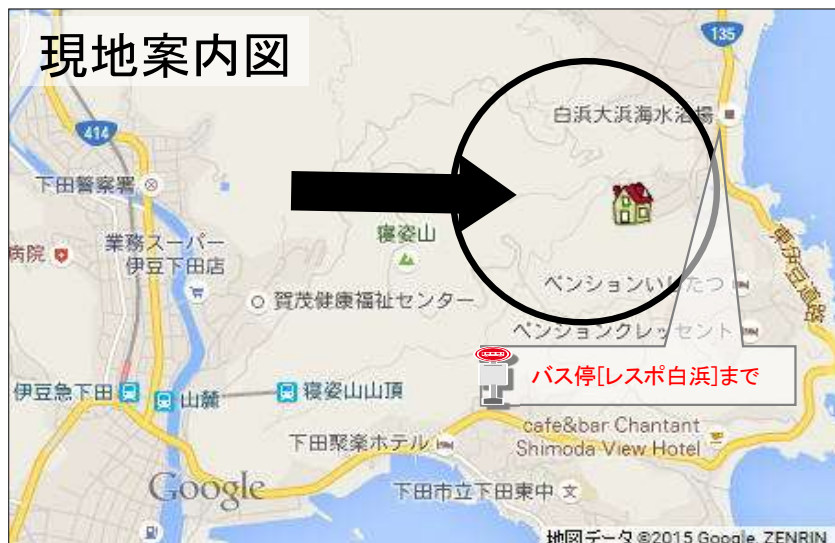 現地案内図
135
白浜大浜海水浴場
414
下田警察署
病院
業務スーパー
伊豆下田店
寝姿山
賀茂健康福祉センター
東伊豆道路
ペンションいりたつ
ペンションクレッセント
バス停[レスポ白浜]まで
伊豆急下田
山麓
寝姿山山頂
cafe&bar Chantant
Shimoda View Hotel
下田聚楽ホテル
Google
下田市立下田東中
地図データ ©2015 Google, ZENRIN